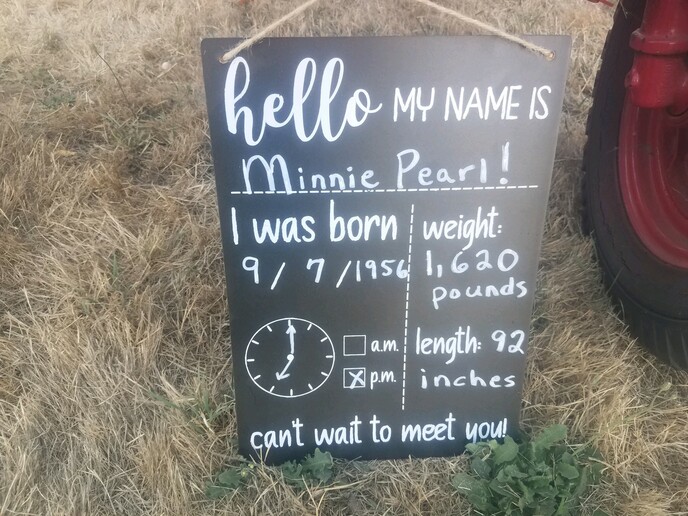 hello MY NAME IS
Minnie Pearl!
I was born
9 / 7 / 1956
weight:
1,620
pounds
a.m.
X p.m.
length: 92
inches
can't wait to meet you!